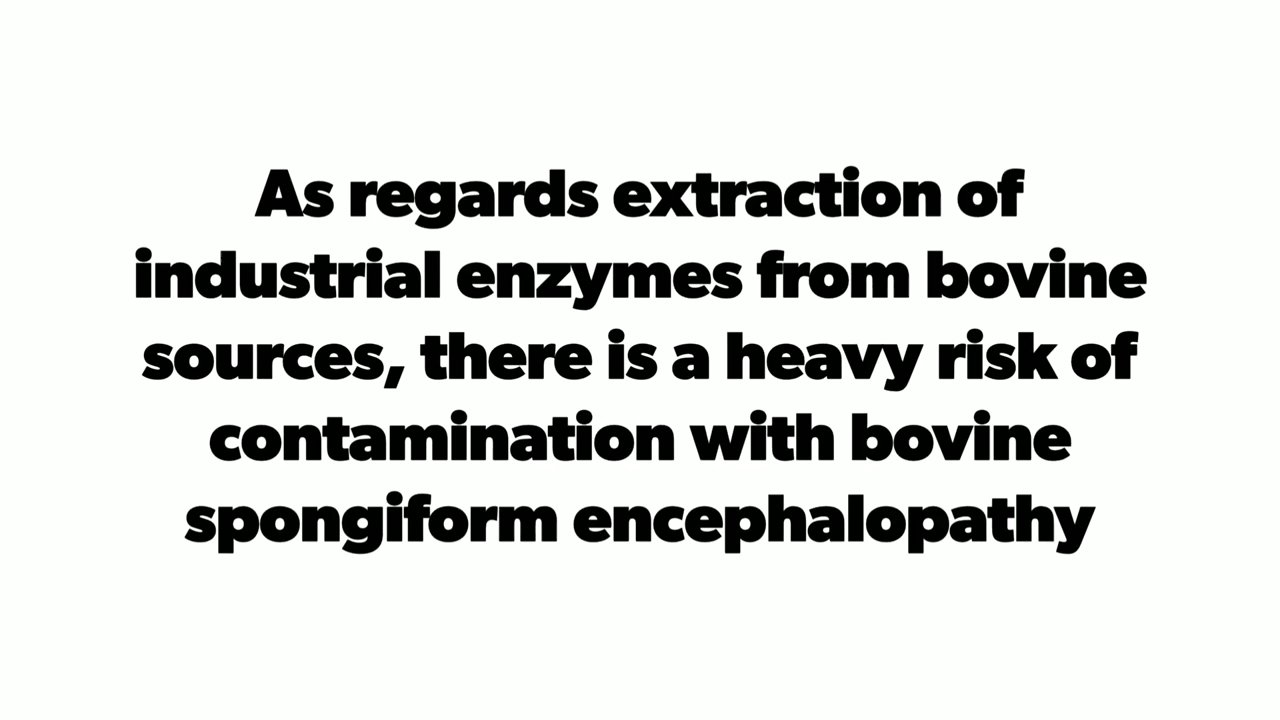 As regards extraction of
industrial enzymes from bovine
sources, there is a heavy risk of
contamination with bovine
spongiform encephalopathy